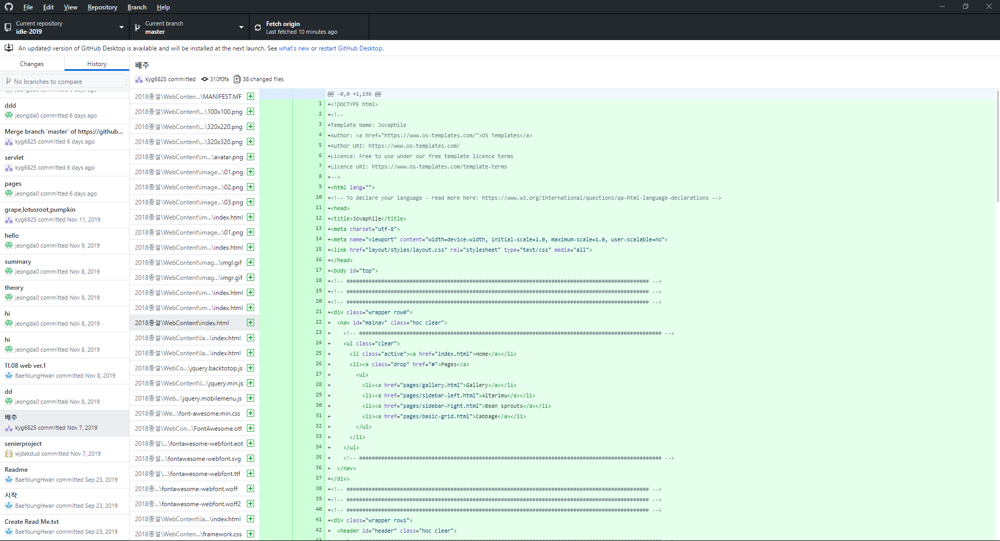 File Edit View Repository Branch Help
Current repository
idle-2019
Current branch
master
Fetch origin
Last fetched 10 minutes ago
An updated version of GitHub Desktop is available and will be installed at the next launch. See what's new or restart GitHub Desktop.
Changes
History
No branches to compare
jeongda0 committed 6 days ago
ddd
jeongda0 committed 6 days ago
Merge branch 'master' of https://github...
kyg6825 committed 6 days ago
servlet
kyg6825 committed 6 days ago
pages
jeongda0 committed 6 days ago
grape,lotusroot,pumpkin
kyg6825 committed Nov 11, 2019
hello
jeongda0 committed Nov 9, 2019
summary
jeongda0 committed Nov 8, 2019
theory
jeongda0 committed Nov 8, 2019
hi
jeongda0 committed Nov 8, 2019
hi
jeongda0 committed Nov 8, 2019
11.08 web ver.1
BaeYoungHwan committed Nov 8, 2019
dd
jeongda0 committed Nov 8, 2019
배추
kyg6825 committed Nov 7, 2019
senierproject
wjdekdud committed Nov 7, 2019
Readme
BaeYoungHwan committed Sep 23, 2019
시작
BaeYoungHwan committed Sep 23, 2019
Create Read Me.txt
BaeYoungHwan committed Sep 23, 2019
배추
kyg6825 committed 310f0fa 38 changed files
2018종설\WebConten...\MANIFEST.MF
2018종설\WebContent\...\100x100.png
2018종설\WebContent\...\320x220.png
2018종설\WebContent\...\320x320.png
2018종설\WebContent\im...\avatar.png
2018종설\WebContent\image...\01.png
2018종설\WebContent\image...\02.png
2018종설\WebContent\image...\03.png
2018종설\WebContent\im...\index.html
2018종설\WebContent\image...\01.png
2018종설\WebContent\im...\index.html
2018종설\WebContent\imag...\imgl.gif
2018종설\WebContent\imag...\imgr.gif
2018종설\WebContent\im...\index.html
2018종설\WebContent\im...\index.html
2018종설\WebContent\index.html
2018종설\WebContent\la...\index.html
2018종설\WebContent\la...\index.html
2018종설\WebCo...\jquery.backtotop.js
2018종설\WebContent\l...\jquery.min.js
2018종설\Web...\jquery.mobilemenu.js
2018종설\We...\font-awesome.min.css
2018종설\WebCon...\FontAwesome.otf
2018종설\...\fontawesome-webfont.eot
2018종설...\fontawesome-webfont.svg
2018종설\...\fontawesome-webfont.ttf
2018종...\fontawesome-webfont.woff
2018종...\fontawesome-webfont.woff2
2018종설\WebContent\la...\index.html
2018종설\WebConten...\framework.css
@@ -0,0 +1,196 @@
1 +<!DOCTYPE html>
2 +<!--
3 +Template Name: Jovaphile
4 +Author: <a href="https://www.os-templates.com/">OS Templates</a>
5 +Author URI: https://www.os-templates.com/
6 +Licence: Free to use under our free template licence terms
7 +Licence URI: https://www.os-templates.com/template-terms
8 +-->
9 +<html lang="">
10 +<!-- To declare your language - read more here: https://www.w3.org/International/questions/qa-html-language-declarations -->
11 +<head>
12 +<title>Jovaphile</title>
13 +<meta charset="utf-8">
14 +<meta name="viewport" content="width=device-width, initial-scale=1.0, maximum-scale=1.0, user-scalable=no">
15 +<link href="layout/styles/layout.css" rel="stylesheet" type="text/css" media="all">
16 +</head>
17 +<body id="top">
18 +<!-- ################################################################################################ -->
19 +<!-- ################################################################################################ -->
20 +<!-- ################################################################################################ -->
21 +<div class="wrapper row0">
22 +  <nav id="mainav" class="hoc clear">
23 +    <!-- ################################################################################################ -->
24 +    <ul class="clear">
25 +      <li class="active"><a href="index.html">Home</a></li>
26 +      <li><a class="drop" href="#">Pages</a>
27 +        <ul>
28 +          <li><a href="pages/gallery.html">Gallery</a></li>
29 +          <li><a href="pages/sidebar-left.html">Altarimu</a></li>
30 +          <li><a href="pages/sidebar-right.html">Bean sprouts</a></li>
31 +          <li><a href="pages/basic-grid.html">Cabbage</a></li>
32 +        </ul>
33 +      </li>
34 +    </ul>
35 +    <!-- ################################################################################################ -->
36 +  </nav>
37 +</div>
38 +<!-- ################################################################################################ -->
39 +<!-- ################################################################################################ -->
40 +<!-- ################################################################################################ -->
41 +<div class="wrapper row1">
42 +  <header id="header" class="hoc clear">